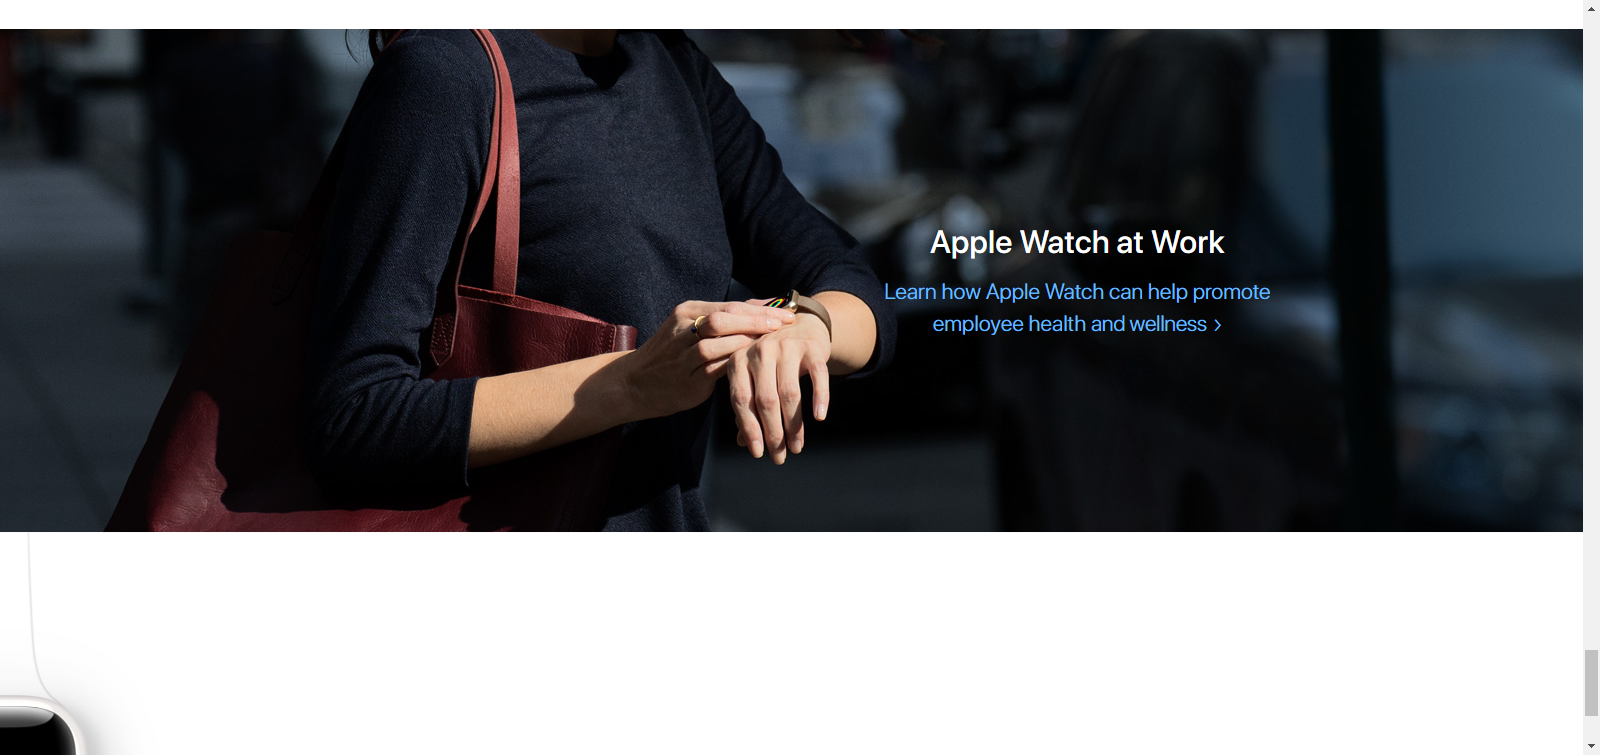 Apple Watch at Work
Learn how Apple Watch can help promote
employee health and wellness >